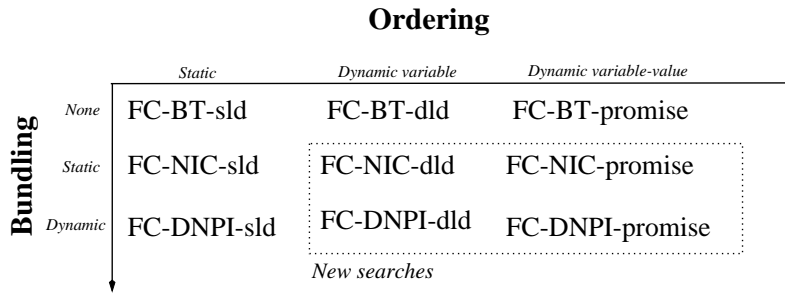 Ordering
Static Dynamic variable Dynamic variable-value
Bundling
None FC-BT-sld FC-BT-dld FC-BT-promise
Static FC-NIC-sld FC-NIC-dld FC-NIC-promise
Dynamic FC-DNPI-sld FC-DNPI-dld FC-DNPI-promise
New searches